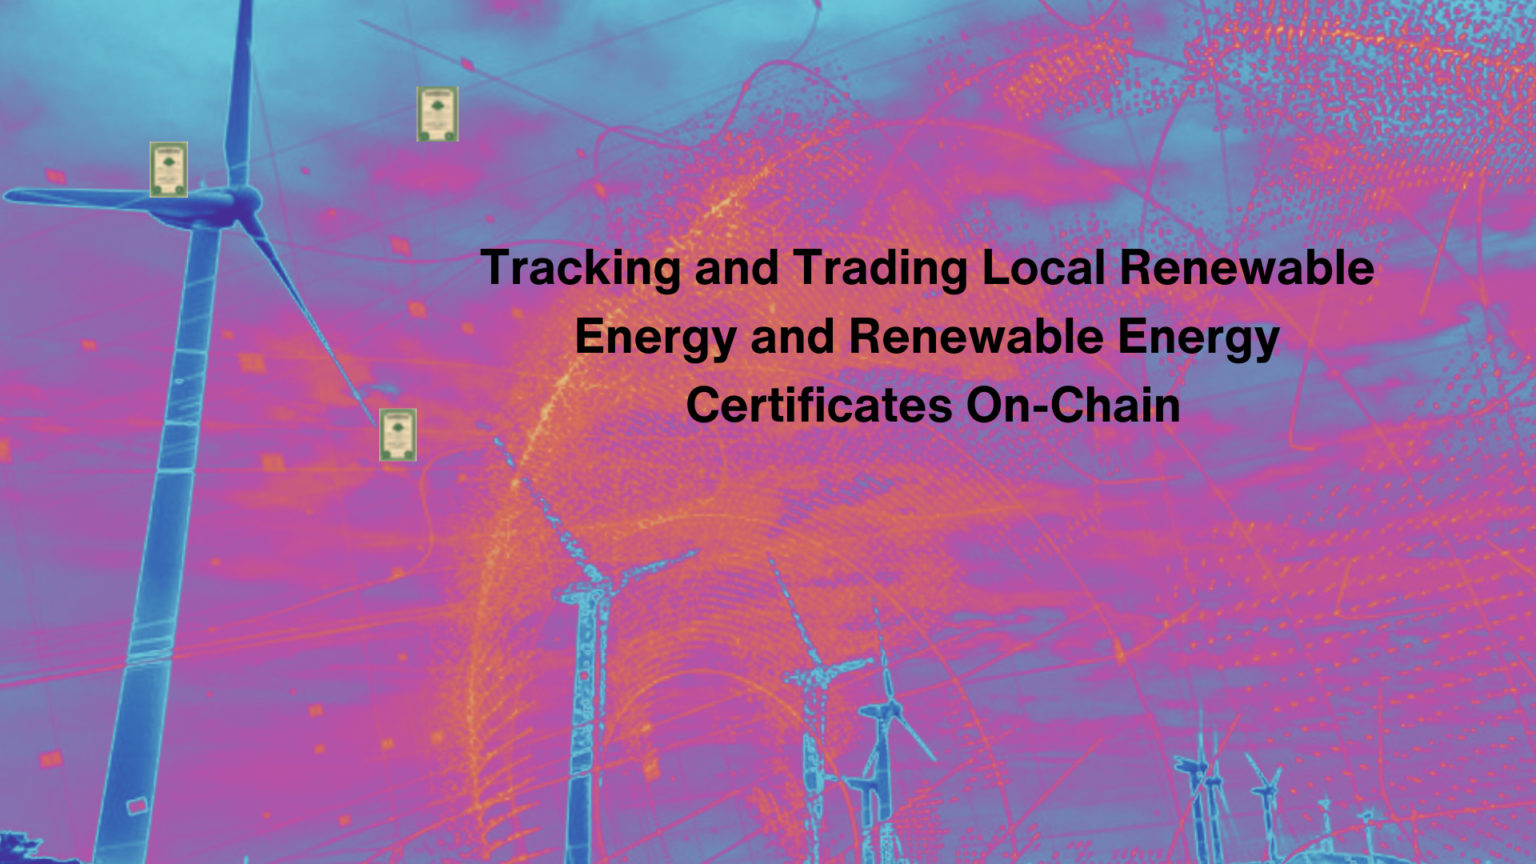 Tracking and Trading Local Renewable
Energy and Renewable Energy
Certificates On-Chain